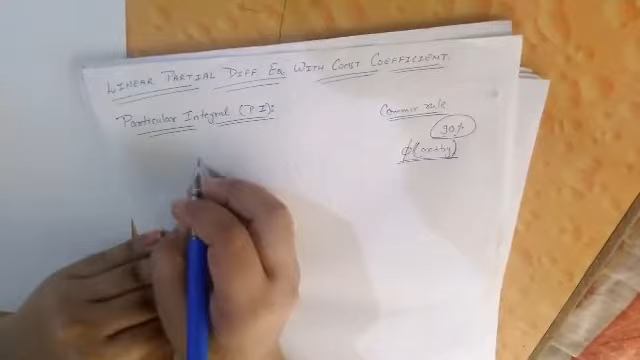 LINEAR PARTIAL DIFF EQ WITH CONST COEFFICIENT.
Particular Integral (P.I):
Common rule
90%
φ(ax+by)